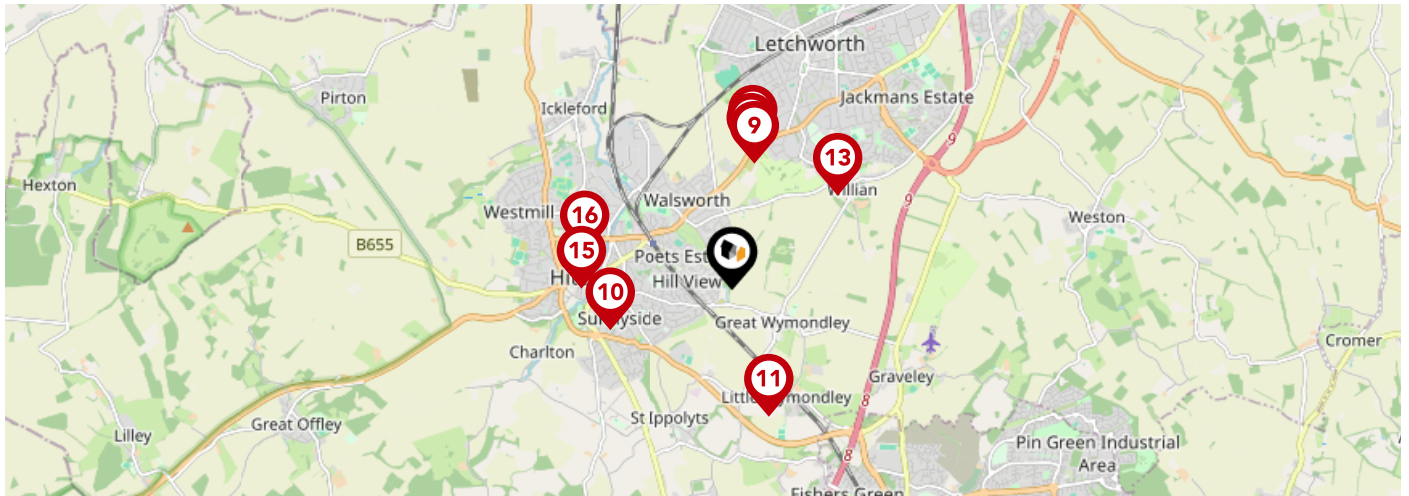 Letchworth
Pirton
Ickleford
Jackmans Estate
9
9
13
Hexton
Willian
9
Walsworth
16
Westmill
Weston
B655
15
Poets Est
Hill View
10
Sunnyside
Great Wymondley
Charlton
Cromer
11
Graveley
Little Wymondley
8
St Ippolyts
Great Offley
Lilley
Pin Green Industrial
Area
8
Fishers Green